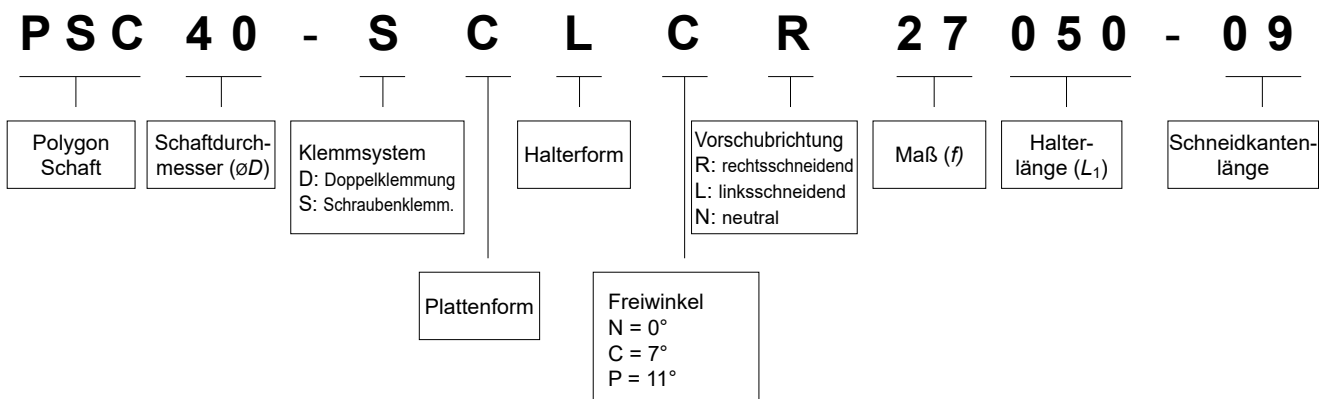 PSC 40 - S C L C R 27 050 - 09
Polygon
Schaft
Schaftdurch-
messer (øD)
Klemmsystem
D: Doppelklemmung
S: Schraubenklemm.
Halterform
Vorschubrichtung
R: rechtsschneidend
L: linksschneidend
N: neutral
Maß (f)
Halter-
länge (L₁)
Schneidkanten-
länge
Plattenform
Freiwinkel
N = 0°
C = 7°
P = 11°